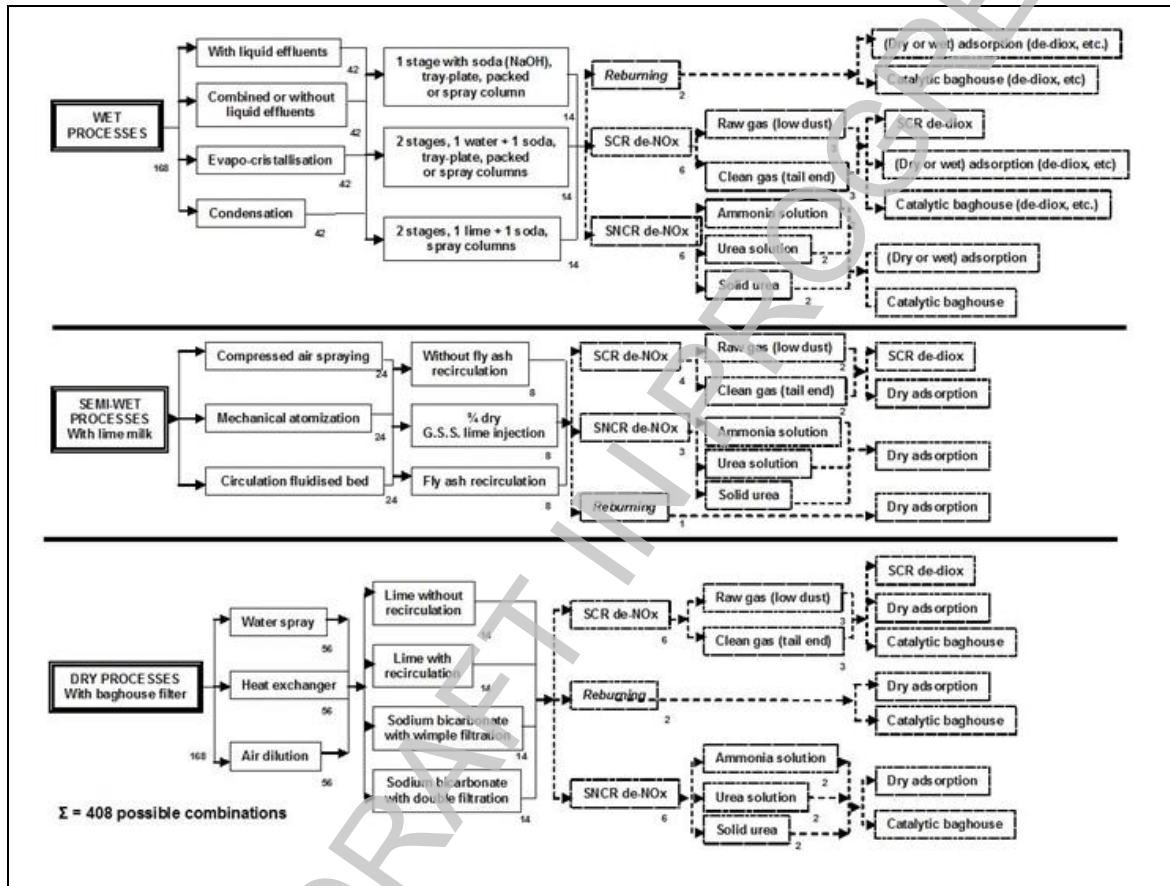 With liquid effluents
42
Combined or without
liquid effluents
42
WET
PROCESSES
168
Evapo-cristallisation
42
Condensation
42
1 stage with soda (NaOH),
tray-plate, packed
or spray column
14
2 stages, 1 water + 1 soda,
tray-plate, packed
or spray columns
14
2 stages, 1 lime + 1 soda,
spray columns
14
Reburning
2
SCR de-NOx
6
SNCR de-NOx
6
Raw gas (low dust)
3
Clean gas (tail end)
3
Ammonia solution
Urea solution
2
Solid urea
2
(Dry or wet) adsorption (de-diox, etc.)
Catalytic baghouse (de-diox, etc)
SCR de-diox
(Dry or wet) adsorption (de-diox, etc)
Catalytic baghouse (de-diox, etc.)
(Dry or wet) adsorption
Catalytic baghouse
SEMI-WET
PROCESSES
With lime milk
Compressed air spraying
24
Mechanical atomization
24
Circulation fluidised bed
24
Without fly ash
recirculation
8
¾ dry
G.S.S. lime injection
8
Fly ash recirculation
8
SCR de-NOx
4
SNCR de-NOx
3
Reburning
1
Raw gas (low dust)
2
Clean gas (tail end)
2
Ammonia solution
Urea solution
Solid urea
SCR de-diox
Dry adsorption
Dry adsorption
Dry adsorption
DRY PROCESSES
With baghouse filter
168
Water spray
56
Heat exchanger
56
Air dilution
56
Lime without
recirculation
14
Lime with
recirculation
14
Sodium bicarbonate
with wimple filtration
14
Sodium bicarbonate
with double filtration
14
SCR de-NOx
6
Reburning
2
SNCR de-NOx
6
Raw gas (low dust)
3
Clean gas (tail end)
3
Ammonia solution
2
Urea solution
2
Solid urea
2
SCR de-diox
Dry adsorption
Catalytic baghouse
Dry adsorption
Catalytic baghouse
Dry adsorption
Catalytic baghouse
Σ = 408 possible combinations
DRAFT IN PROGRE